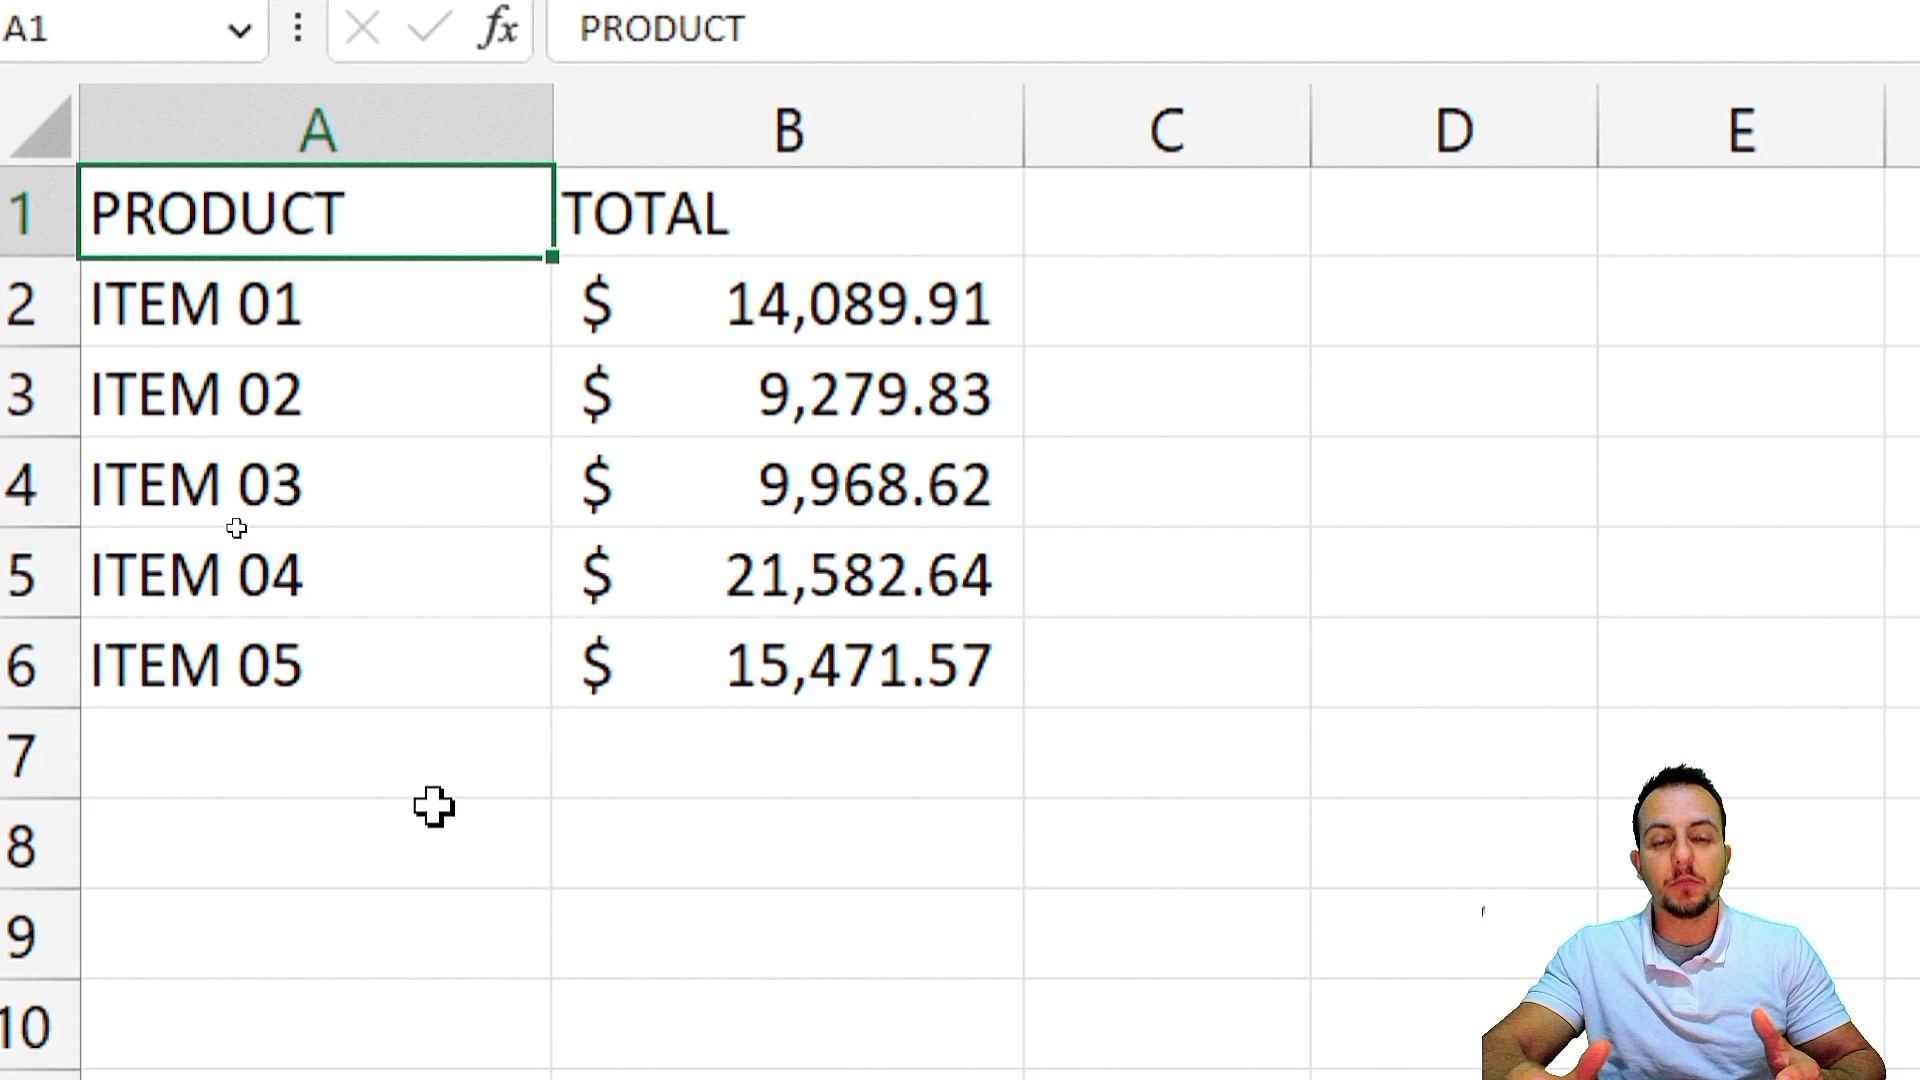 A1 fx PRODUCT
A B C D E
1 PRODUCT TOTAL
2 ITEM 01 $ 14,089.91
3 ITEM 02 $ 9,279.83
4 ITEM 03 $ 9,968.62
5 ITEM 04 $ 21,582.64
6 ITEM 05 $ 15,471.57
7
8
9
10